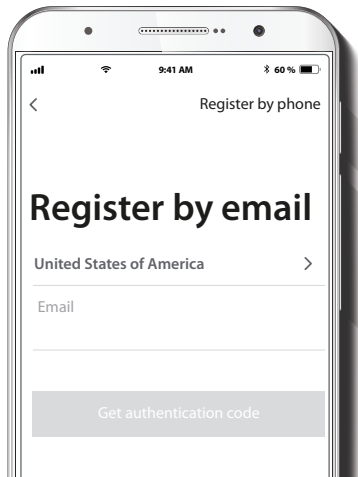 9:41 AM 60 %
Register by phone
Register by email
United States of America
Email
Get authentication code